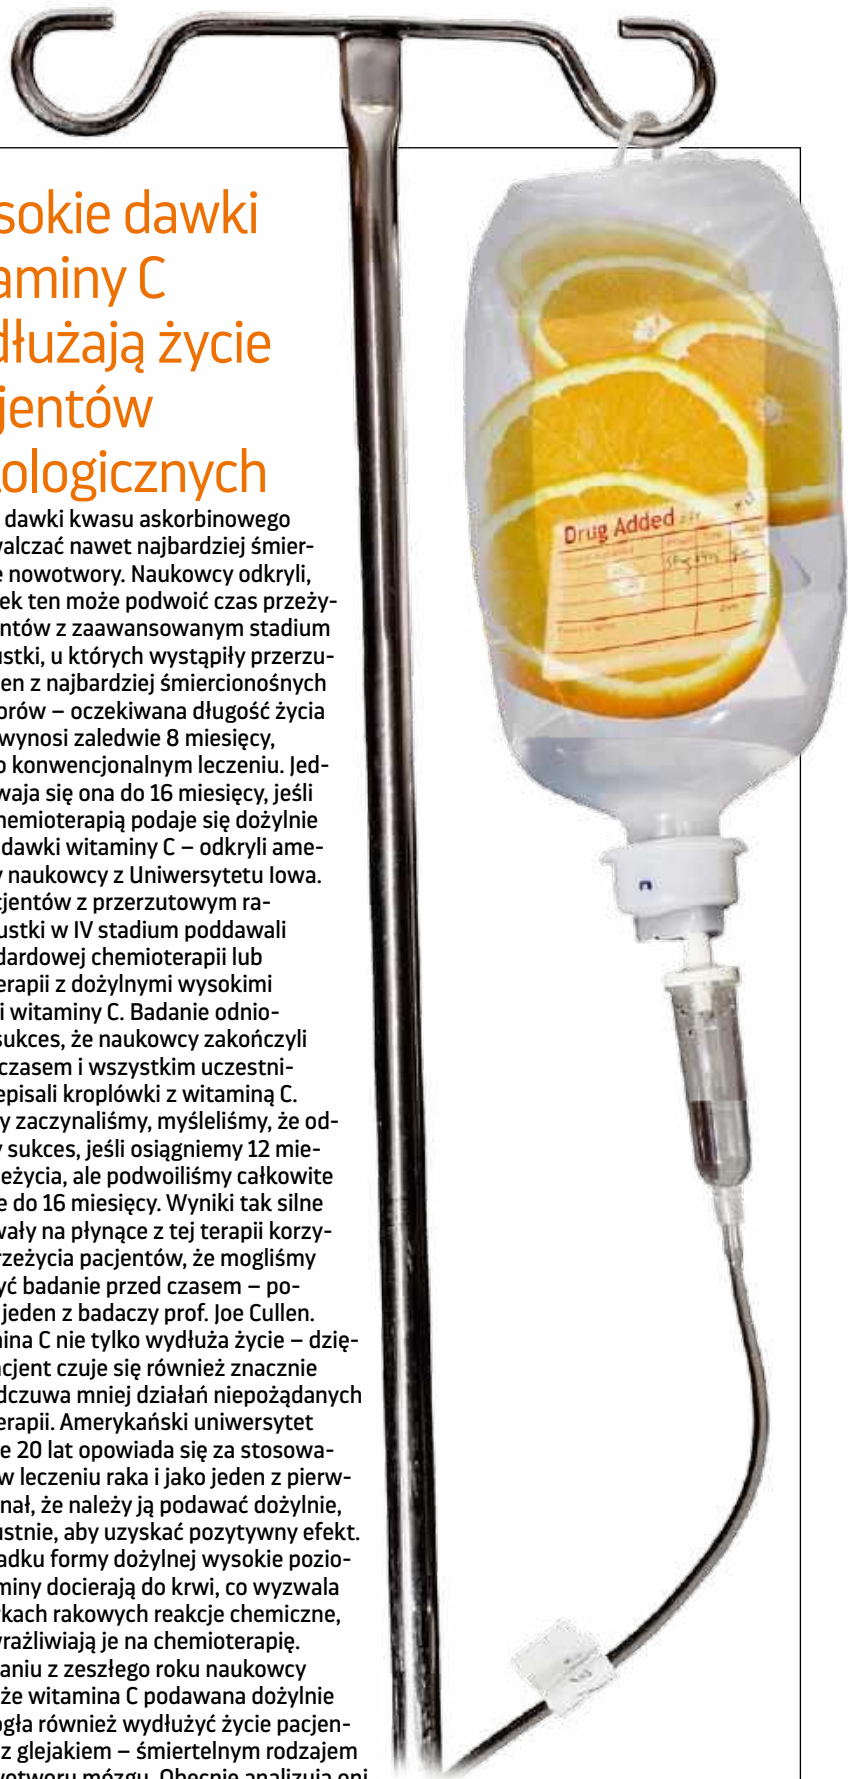 sokie dawki
aminy C
dłużają życie
jentów
ologicznych
dawki kwasu askorbinowego
walczać nawet najbardziej śmier-
e nowotwory. Naukowcy odkryli,
ek ten może podwoić czas przeży-
entów z zaawansowanym stadium
ustki, u których wystąpiły przerzu-
en z najbardziej śmiercionośnych
orów – oczekiwana długość życia
wynosi zaledwie 8 miesięcy,
o konwencjonalnym leczeniu. Jed-
waja się ona do 16 miesięcy, jeśli
hemioterapią podaje się dożylnie
dawki witaminy C – odkryli ame-
y naukowcy z Uniwersytetu Iowa.
cjentów z przerzutowym ra-
ustki w IV stadium poddawali
dardowej chemioterapii lub
erapii z dożylnymi wysokimi
i witaminy C. Badanie odnio-
sukces, że naukowcy zakończyli
czasem i wszystkim uczestni-
episali kroplówki z witaminą C.
y zaczynaliśmy, myśleliśmy, że od-
y sukces, jeśli osiągniemy 12 mie-
eżycia, ale podwoiliśmy całkowite
e do 16 miesięcy. Wyniki tak silne
wały na płynące z tej terapii korzy-
rzeżycia pacjentów, że mogliśmy
yć badanie przed czasem – po-
jeden z badaczy prof. Joe Cullen.
mina C nie tylko wydłuża życie – dzię-
acjent czuje się również znacznie
dczuwa mniej działań niepożądanych
erapii. Amerykański uniwersytet
e 20 lat opowiada się za stosowa-
w leczeniu raka i jako jeden z pierw-
nał, że należy ją podawać dożylnie,
ustnie, aby uzyskać pozytywny efekt.
adku formy dożylnej wysokie pozio-
miny docierają do krwi, co wyzwala
kach rakowych reakcje chemiczne,
wrażliwiają je na chemioterapię.
aniu z zeszłego roku naukowcy
że witamina C podawana dożylnie
ogła również wydłużyć życie pacjen-
z glejakiem – śmiertelnym rodzajem
wotworu mózgu. Obecnie analizują oni
Drug Added